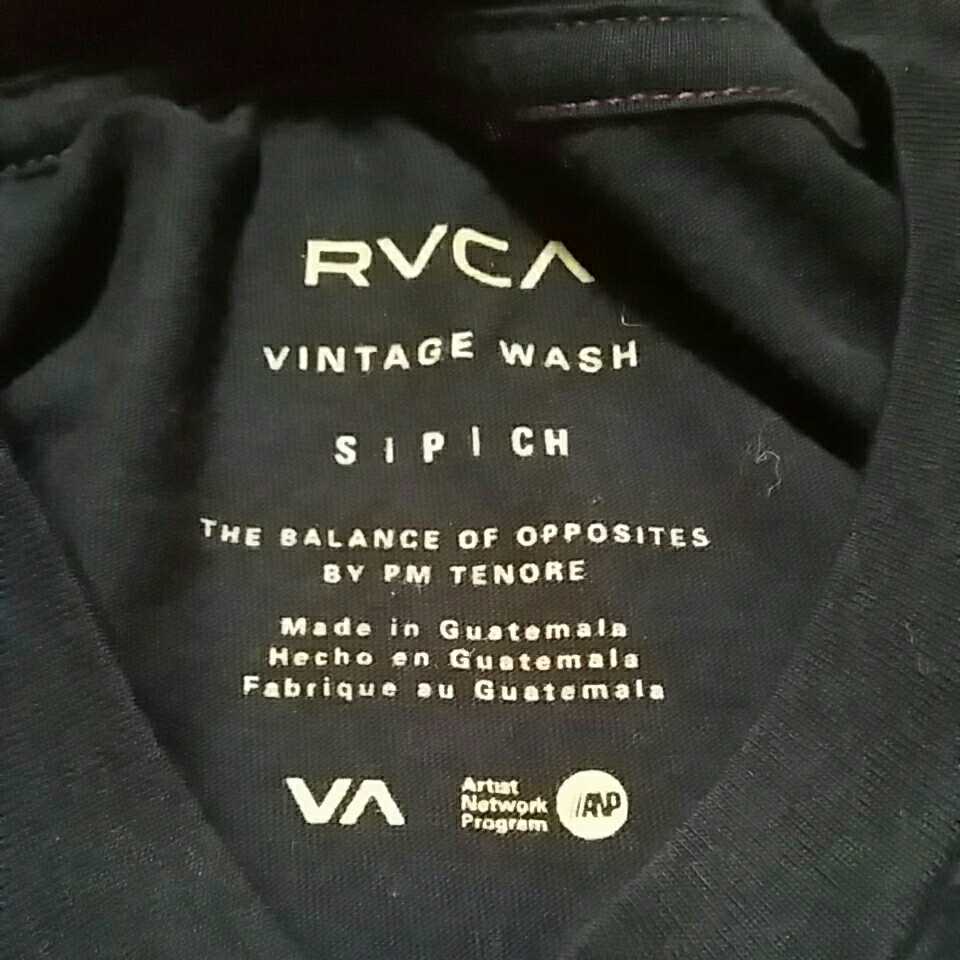 RVCA
VINTAGE WASH
S | P | CH
THE BALANCE OF OPPOSITES
BY PM TENORE
Made in Guatemala
Hecho en Guatemala
Fabrique au Guatemala
VA
Artist
Network
Program
ANP